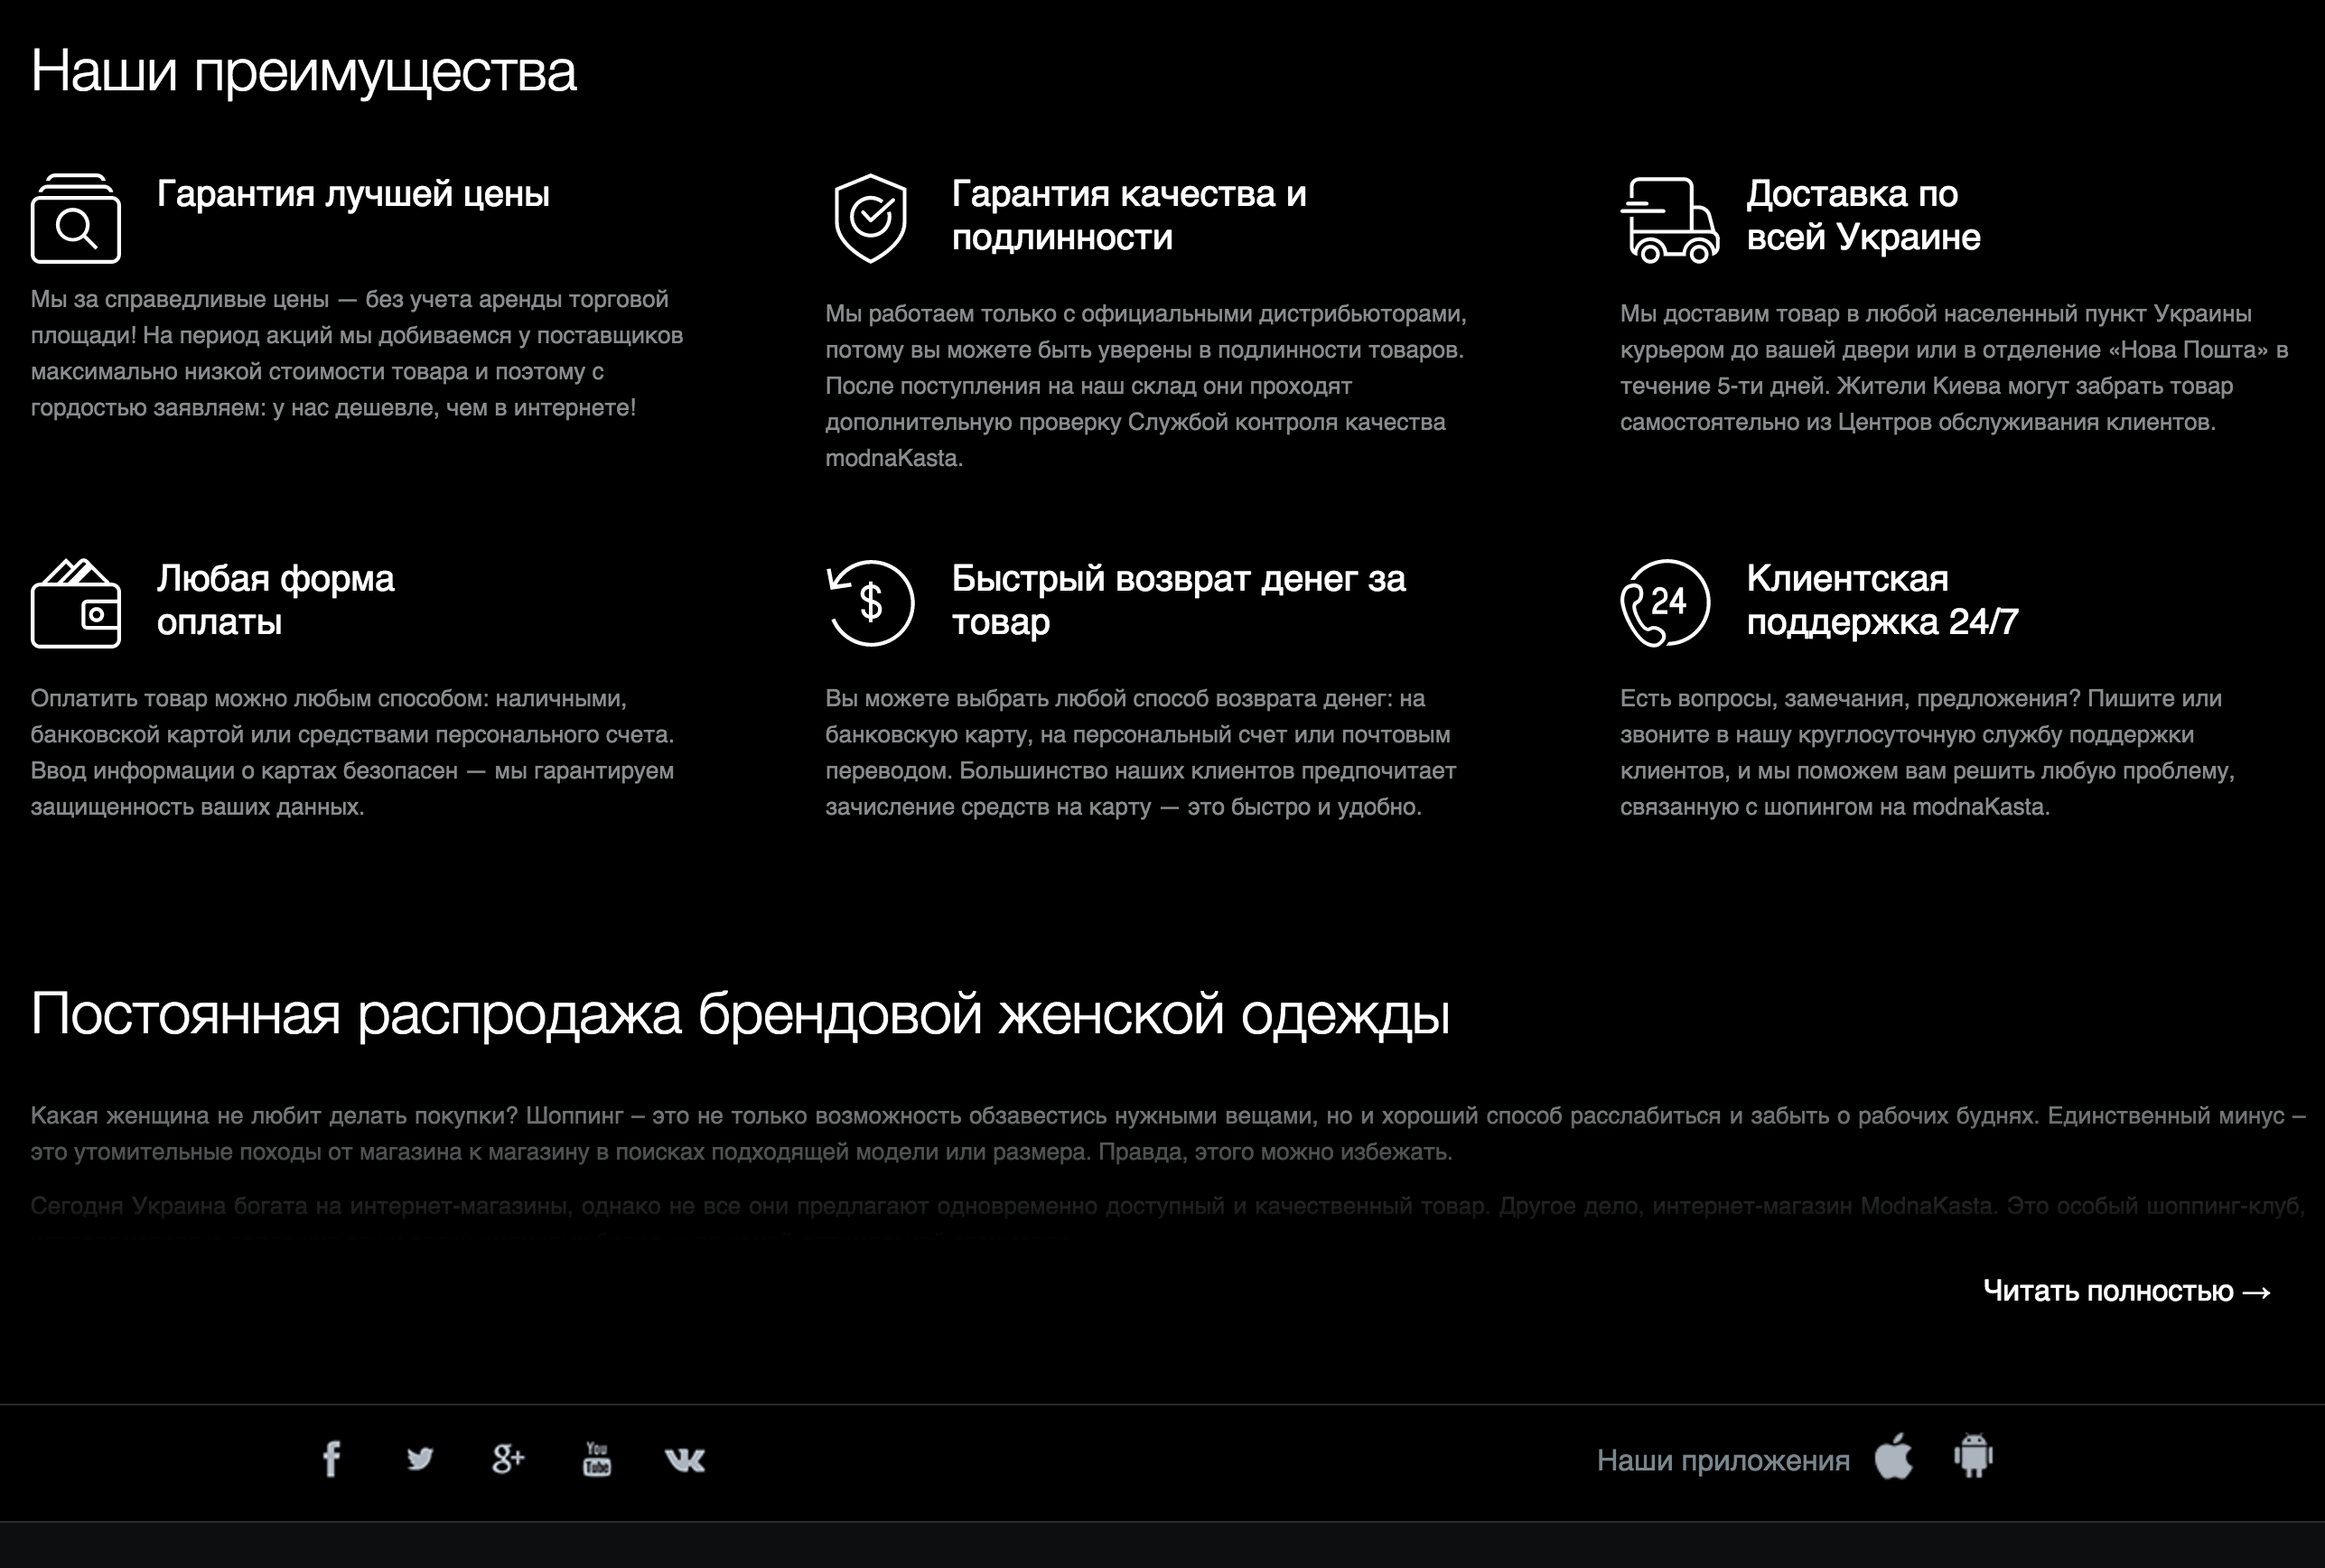 Наши преимущества
Гарантия лучшей цены
Мы за справедливые цены — без учета аренды торговой
площади! На период акций мы добиваемся у поставщиков
максимально низкой стоимости товара и поэтому с
гордостью заявляем: у нас дешевле, чем в интернете!
Гарантия качества и
подлинности
Мы работаем только с официальными дистрибьюторами,
потому вы можете быть уверены в подлинности товаров.
После поступления на наш склад они проходят
дополнительную проверку Службой контроля качества
modnaKasta.
Доставка по
всей Украине
Мы доставим товар в любой населенный пункт Украины
курьером до вашей двери или в отделение «Нова Пошта» в
течение 5-ти дней. Жители Киева могут забрать товар
самостоятельно из Центров обслуживания клиентов.
Любая форма
оплаты
Оплатить товар можно любым способом: наличными,
банковской картой или средствами персонального счета.
Ввод информации о картах безопасен — мы гарантируем
защищенность ваших данных.
$
Быстрый возврат денег за
товар
Вы можете выбрать любой способ возврата денег: на
банковскую карту, на персональный счет или почтовым
переводом. Большинство наших клиентов предпочитает
зачисление средств на карту — это быстро и удобно.
24
Клиентская
поддержка 24/7
Есть вопросы, замечания, предложения? Пишите или
звоните в нашу круглосуточную службу поддержки
клиентов, и мы поможем вам решить любую проблему,
связанную с шопингом на modnaKasta.
Постоянная распродажа брендовой женской одежды
Какая женщина не любит делать покупки? Шоппинг – это не только возможность обзавестись нужными вещами, но и хороший способ расслабиться и забыть о рабочих буднях. Единственный минус –
это утомительные походы от магазина к магазину в поисках подходящей модели или размера. Правда, этого можно избежать.
Сегодня Украина богата на интернет-магазины, однако не все они предлагают одновременно доступный и качественный товар. Другое дело, интернет-магазин ModnaKasta. Это особый шоппинг-клуб,
Читать полностью →
f g+ You Tube
Наши приложения